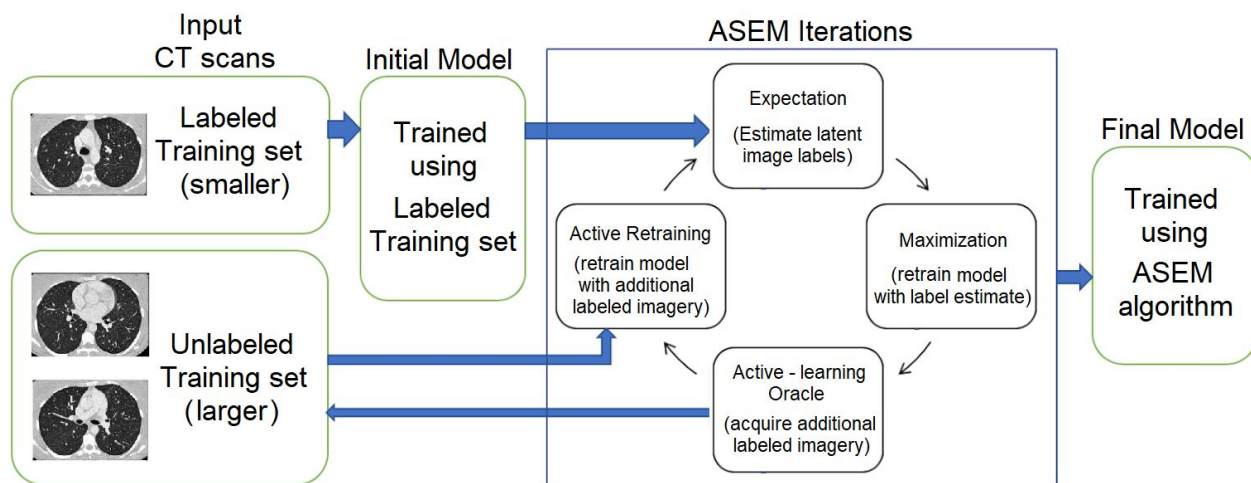 Input
CT scans
Labeled
Training set
(smaller)
Unlabeled
Training set
(larger)
Initial Model
Trained
using
Labeled
Training set
ASEM Iterations
Expectation
(Estimate latent
image labels)
Maximization
(retrain model
with label estimate)
Active - learning
Oracle
(acquire additional
labeled imagery)
Active Retraining
(retrain model
with additional
labeled imagery)
Final Model
Trained
using
ASEM
algorithm